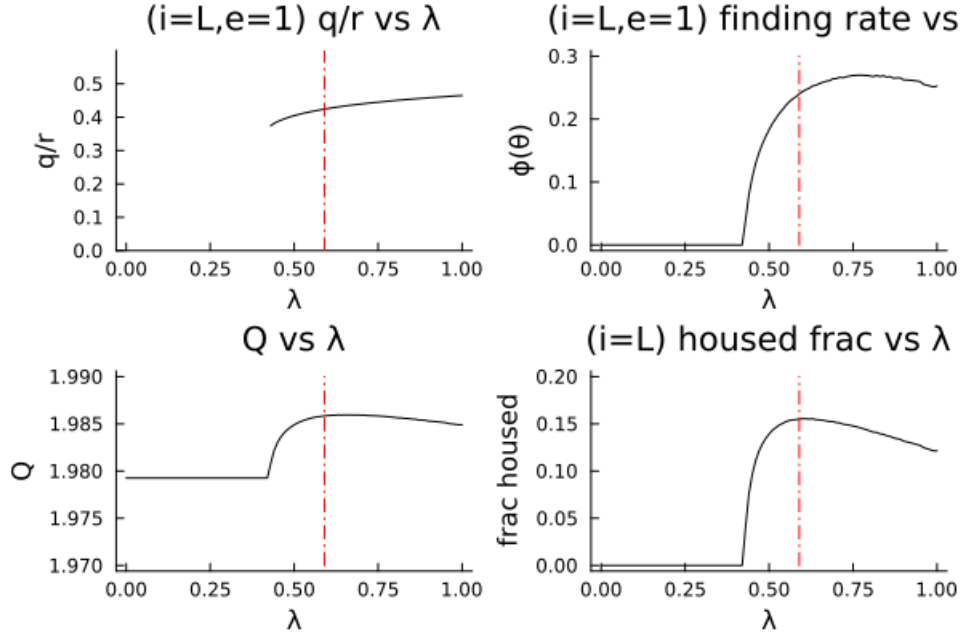 (i=L,e=1) q/r vs λ
q/r
0.5
0.4
0.3
0.2
0.1
0.0
0.00 0.25 0.50 0.75 1.00
λ
(i=L,e=1) finding rate vs
ϕ(θ)
0.3
0.2
0.1
0.0
0.00 0.25 0.50 0.75 1.00
λ
Q vs λ
Q
1.990
1.985
1.980
1.975
1.970
0.00 0.25 0.50 0.75 1.00
λ
(i=L) housed frac vs λ
frac housed
0.20
0.15
0.10
0.05
0.00
0.00 0.25 0.50 0.75 1.00
λ